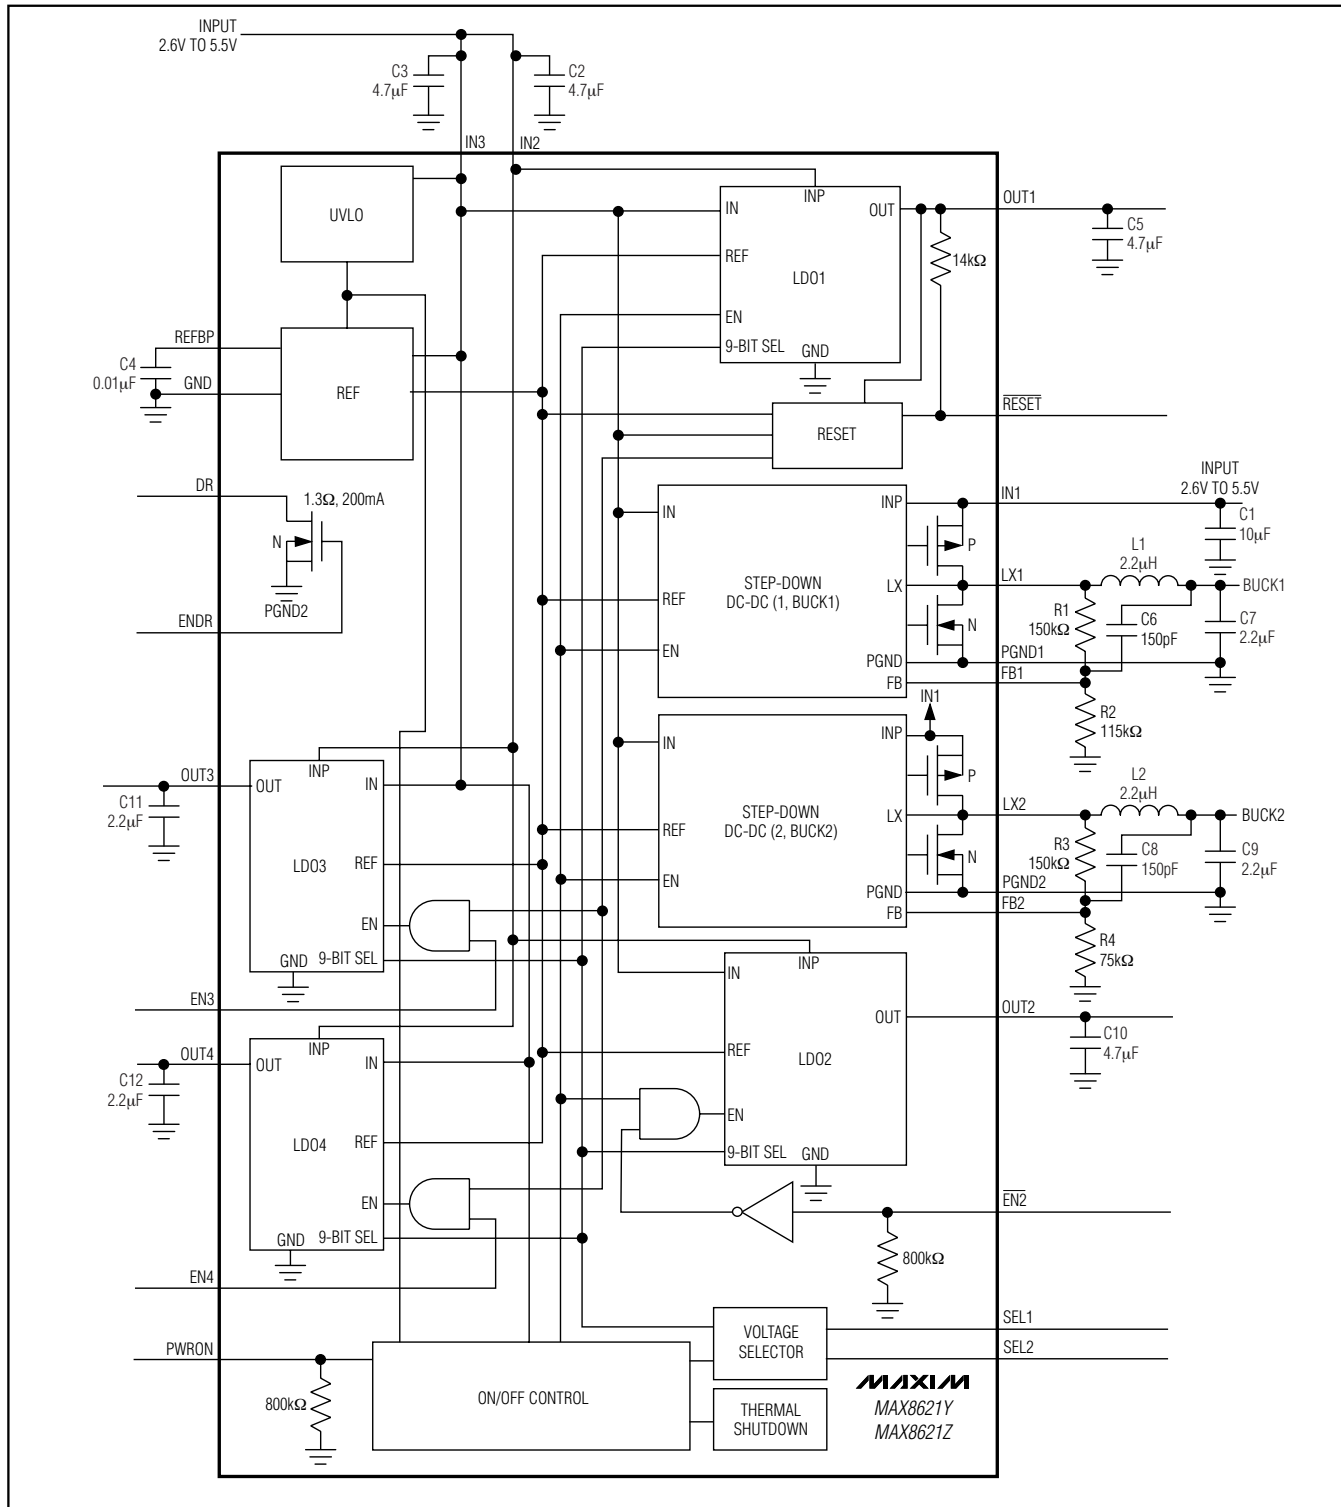 INPUT
2.6V TO 5.5V
C3
4.7µF
C2
4.7µF
IN3
IN2
UVLO
INP
IN
OUT
OUT1
C5
4.7µF
REF
14kΩ
LDO1
EN
REFBP
9-BIT SEL
GND
C4
0.01µF
GND
REF
RESET
RESET
DR
1.3Ω, 200mA
N
PGND2
ENDR
INPUT
2.6V TO 5.5V
INP
IN1
IN
C1
10µF
P
L1
2.2µH
STEP-DOWN
DC-DC (1, BUCK1)
LX
LX1
BUCK1
REF
R1
150kΩ
C6
150pF
C7
2.2µF
N
EN
PGND
PGND1
FB
FB1
IN1
R2
115kΩ
INP
IN
P
L2
2.2µH
STEP-DOWN
DC-DC (2, BUCK2)
LX
LX2
BUCK2
REF
R3
150kΩ
C8
150pF
C9
2.2µF
N
EN
PGND
PGND2
FB
FB2
R4
75kΩ
OUT3
OUT
INP
IN
C11
2.2µF
LDO3
REF
EN
GND
9-BIT SEL
EN3
INP
IN
OUT
OUT2
C10
4.7µF
REF
LDO2
EN
9-BIT SEL
GND
OUT4
OUT
INP
IN
C12
2.2µF
LDO4
REF
EN
GND
9-BIT SEL
EN4
EN2
800kΩ
PWRON
800kΩ
ON/OFF CONTROL
VOLTAGE
SELECTOR
SEL1
SEL2
THERMAL
SHUTDOWN
MAXIM
MAX8621Y
MAX8621Z